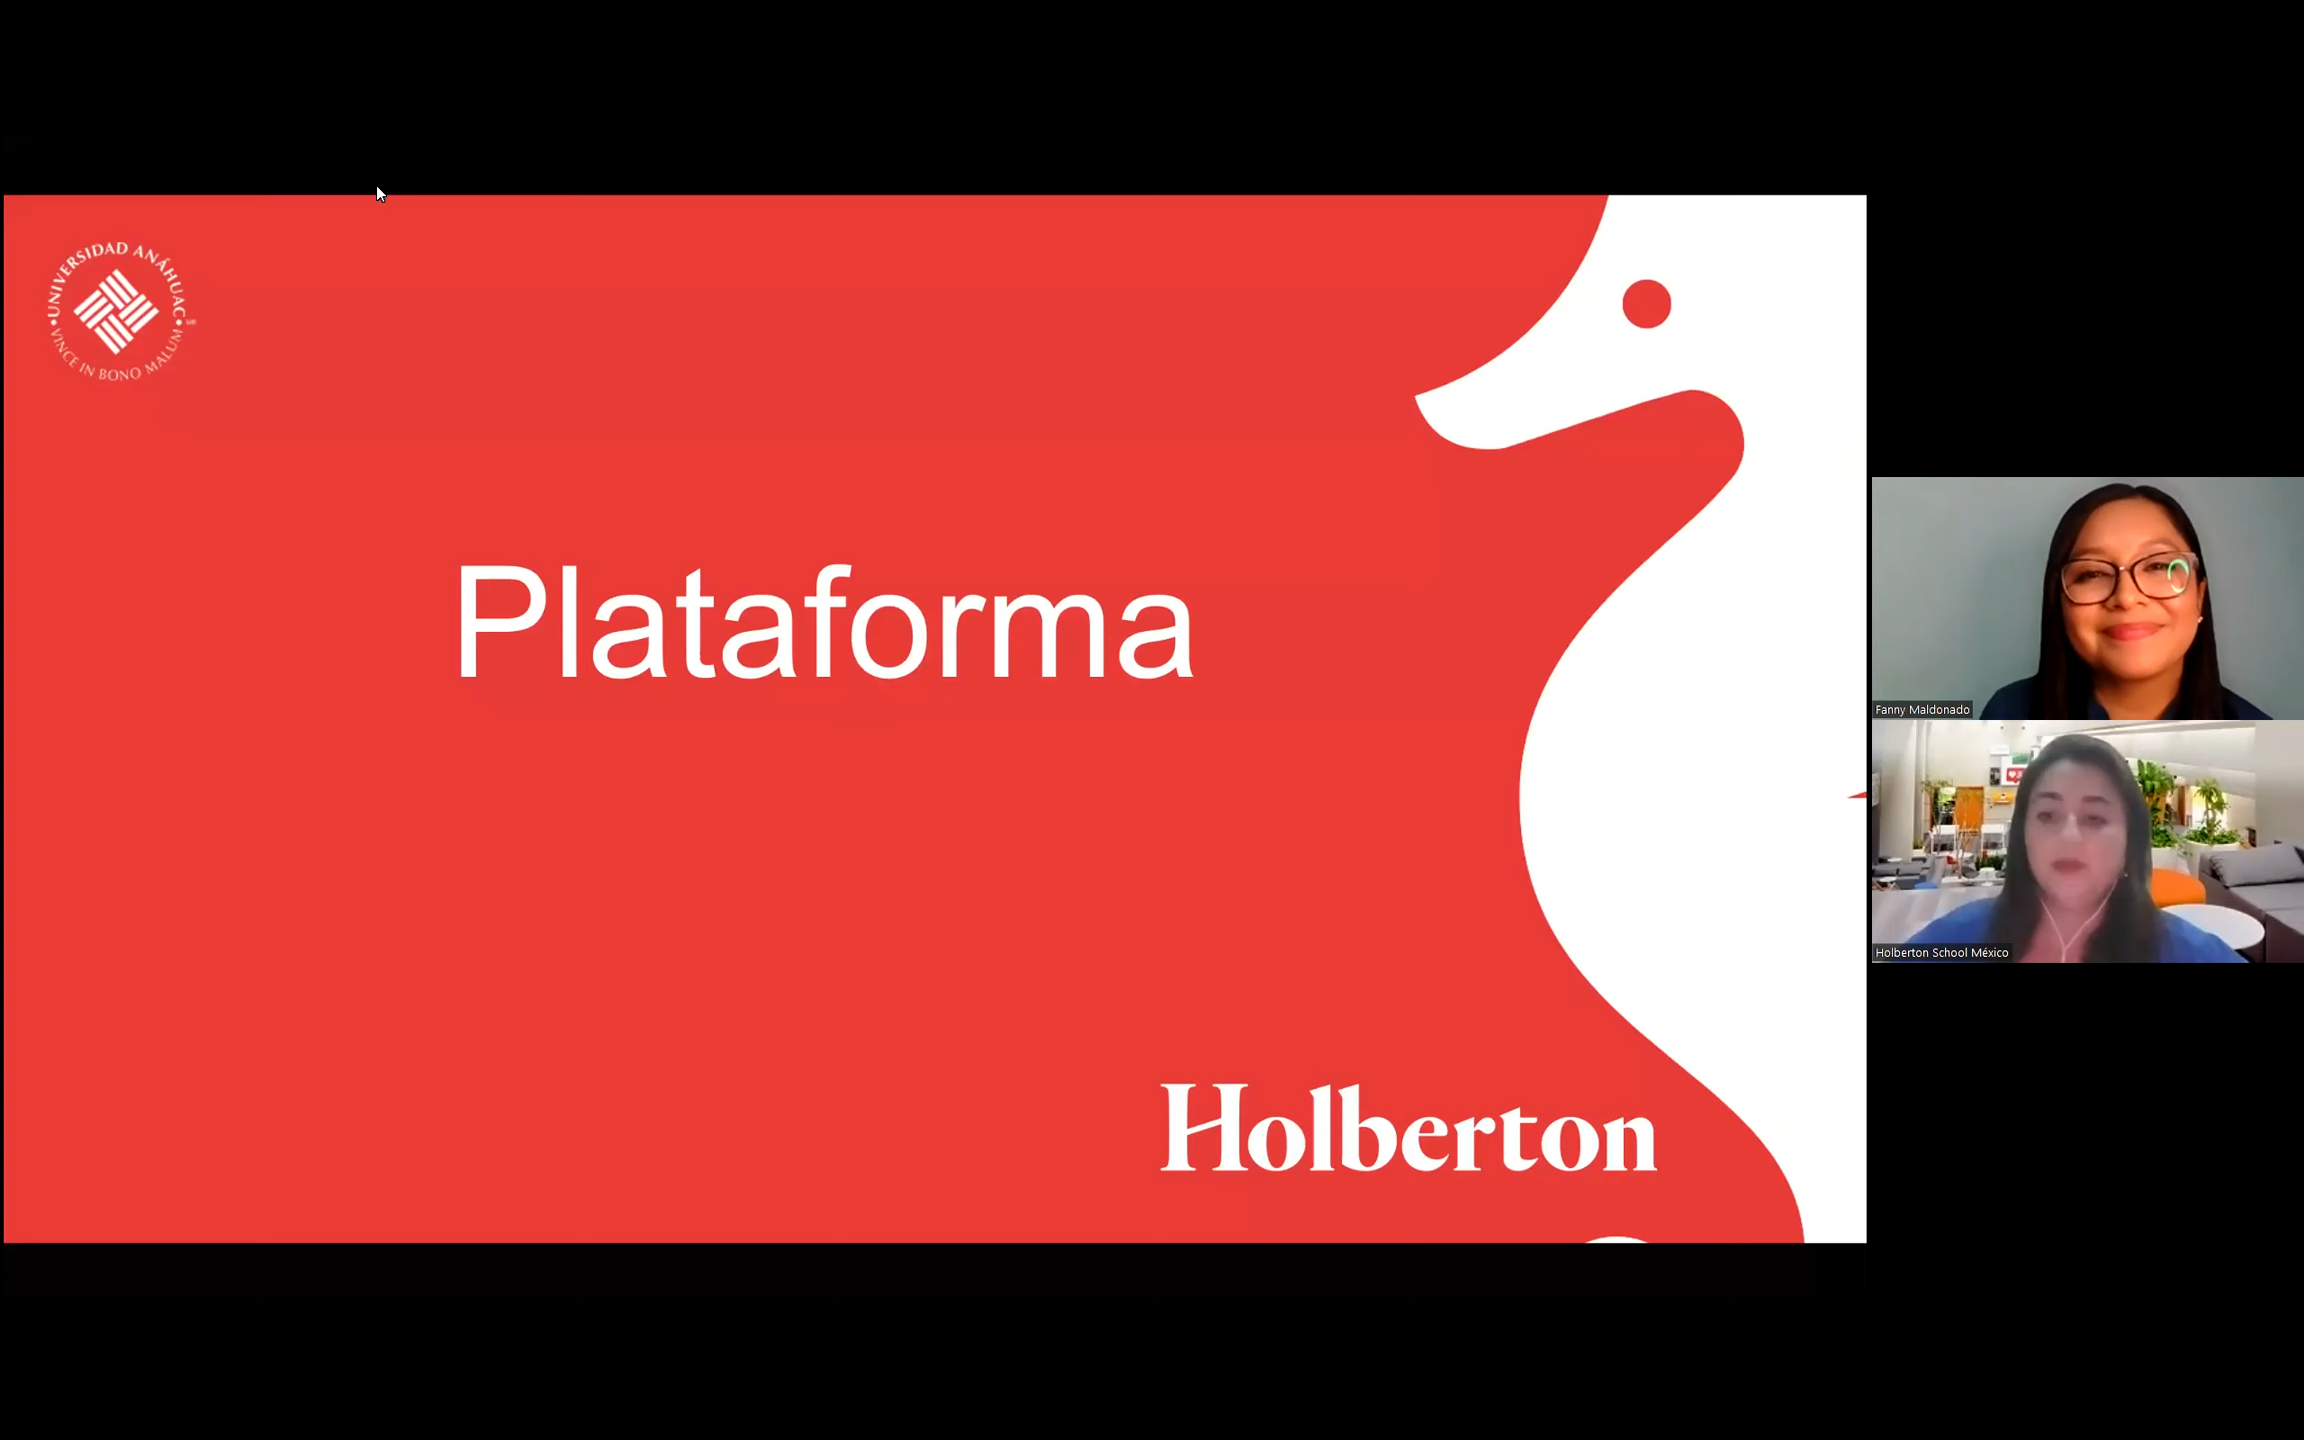 UNIVERSIDAD ANÁHUAC
VINCE IN BONO MALUM
Plataforma
Holberton
Fanny Maldonado
Holberton School México